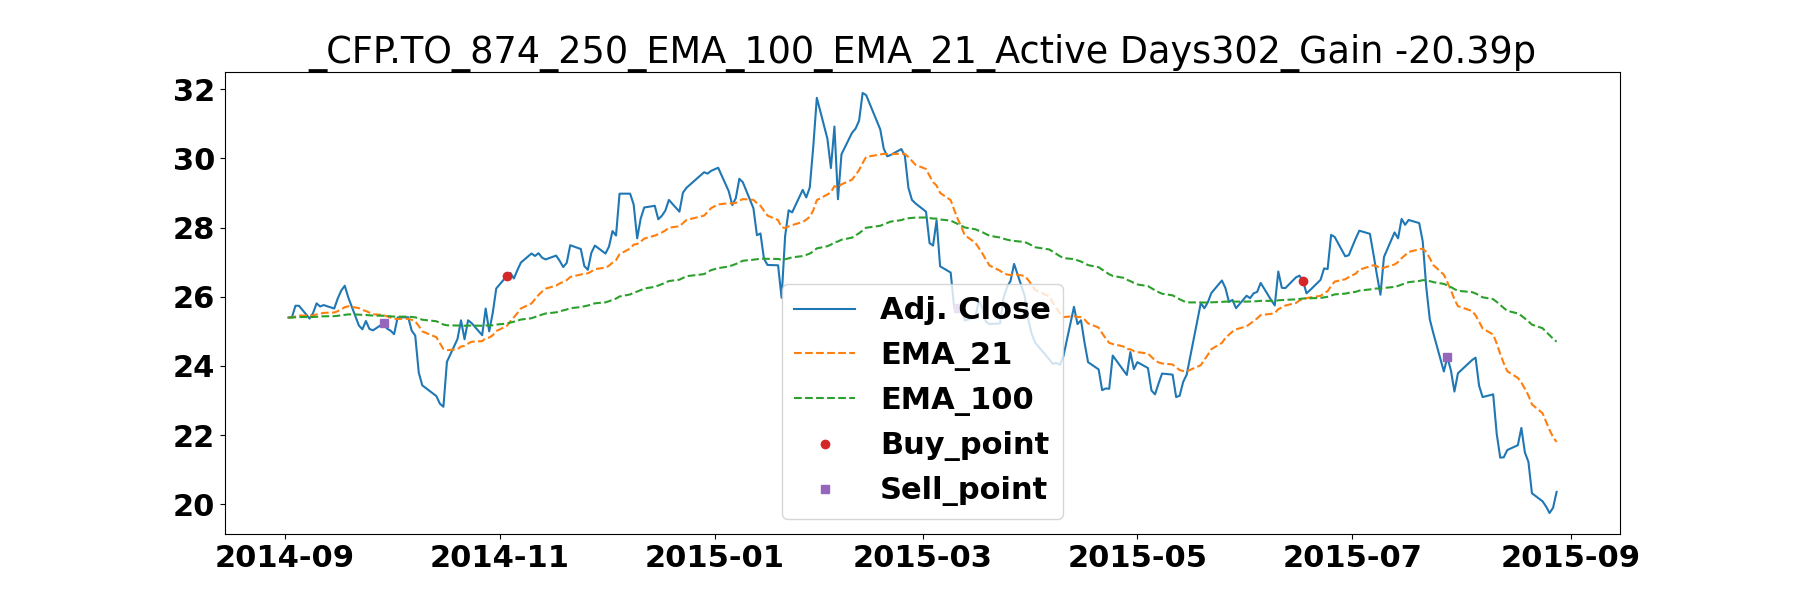 _CFP.TO_874_250_EMA_100_EMA_21_Active Days302_Gain -20.39p
32
30
28
26
24
22
20
Adj. Close
EMA_21
EMA_100
Buy_point
Sell_point
2014-09 2014-11 2015-01 2015-03 2015-05 2015-07 2015-09